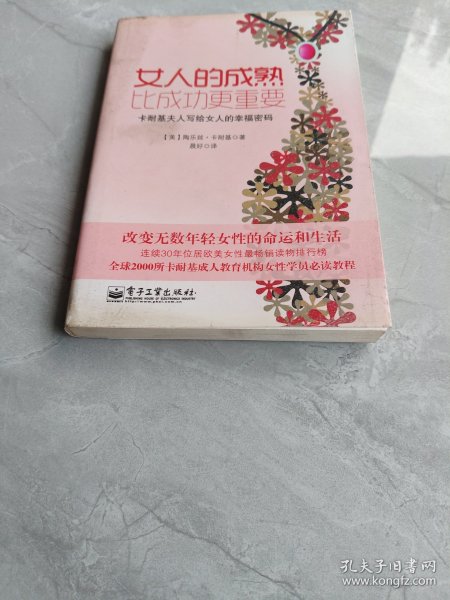 女人的成熟
比成功更重要
卡耐基夫人写给女人的幸福密码
【美】陶乐丝·卡耐基◎著
晨好◎译
改变无数年轻女性的命运和生活
连续30年位居欧美女性最畅销读物排行榜
全球2000所卡耐基成人教育机构女性学员必读教程
电子工业出版社
PUBLISHING HOUSE OF ELECTRONICS INDUSTRY
孔夫子旧书网
www.kongfz.com